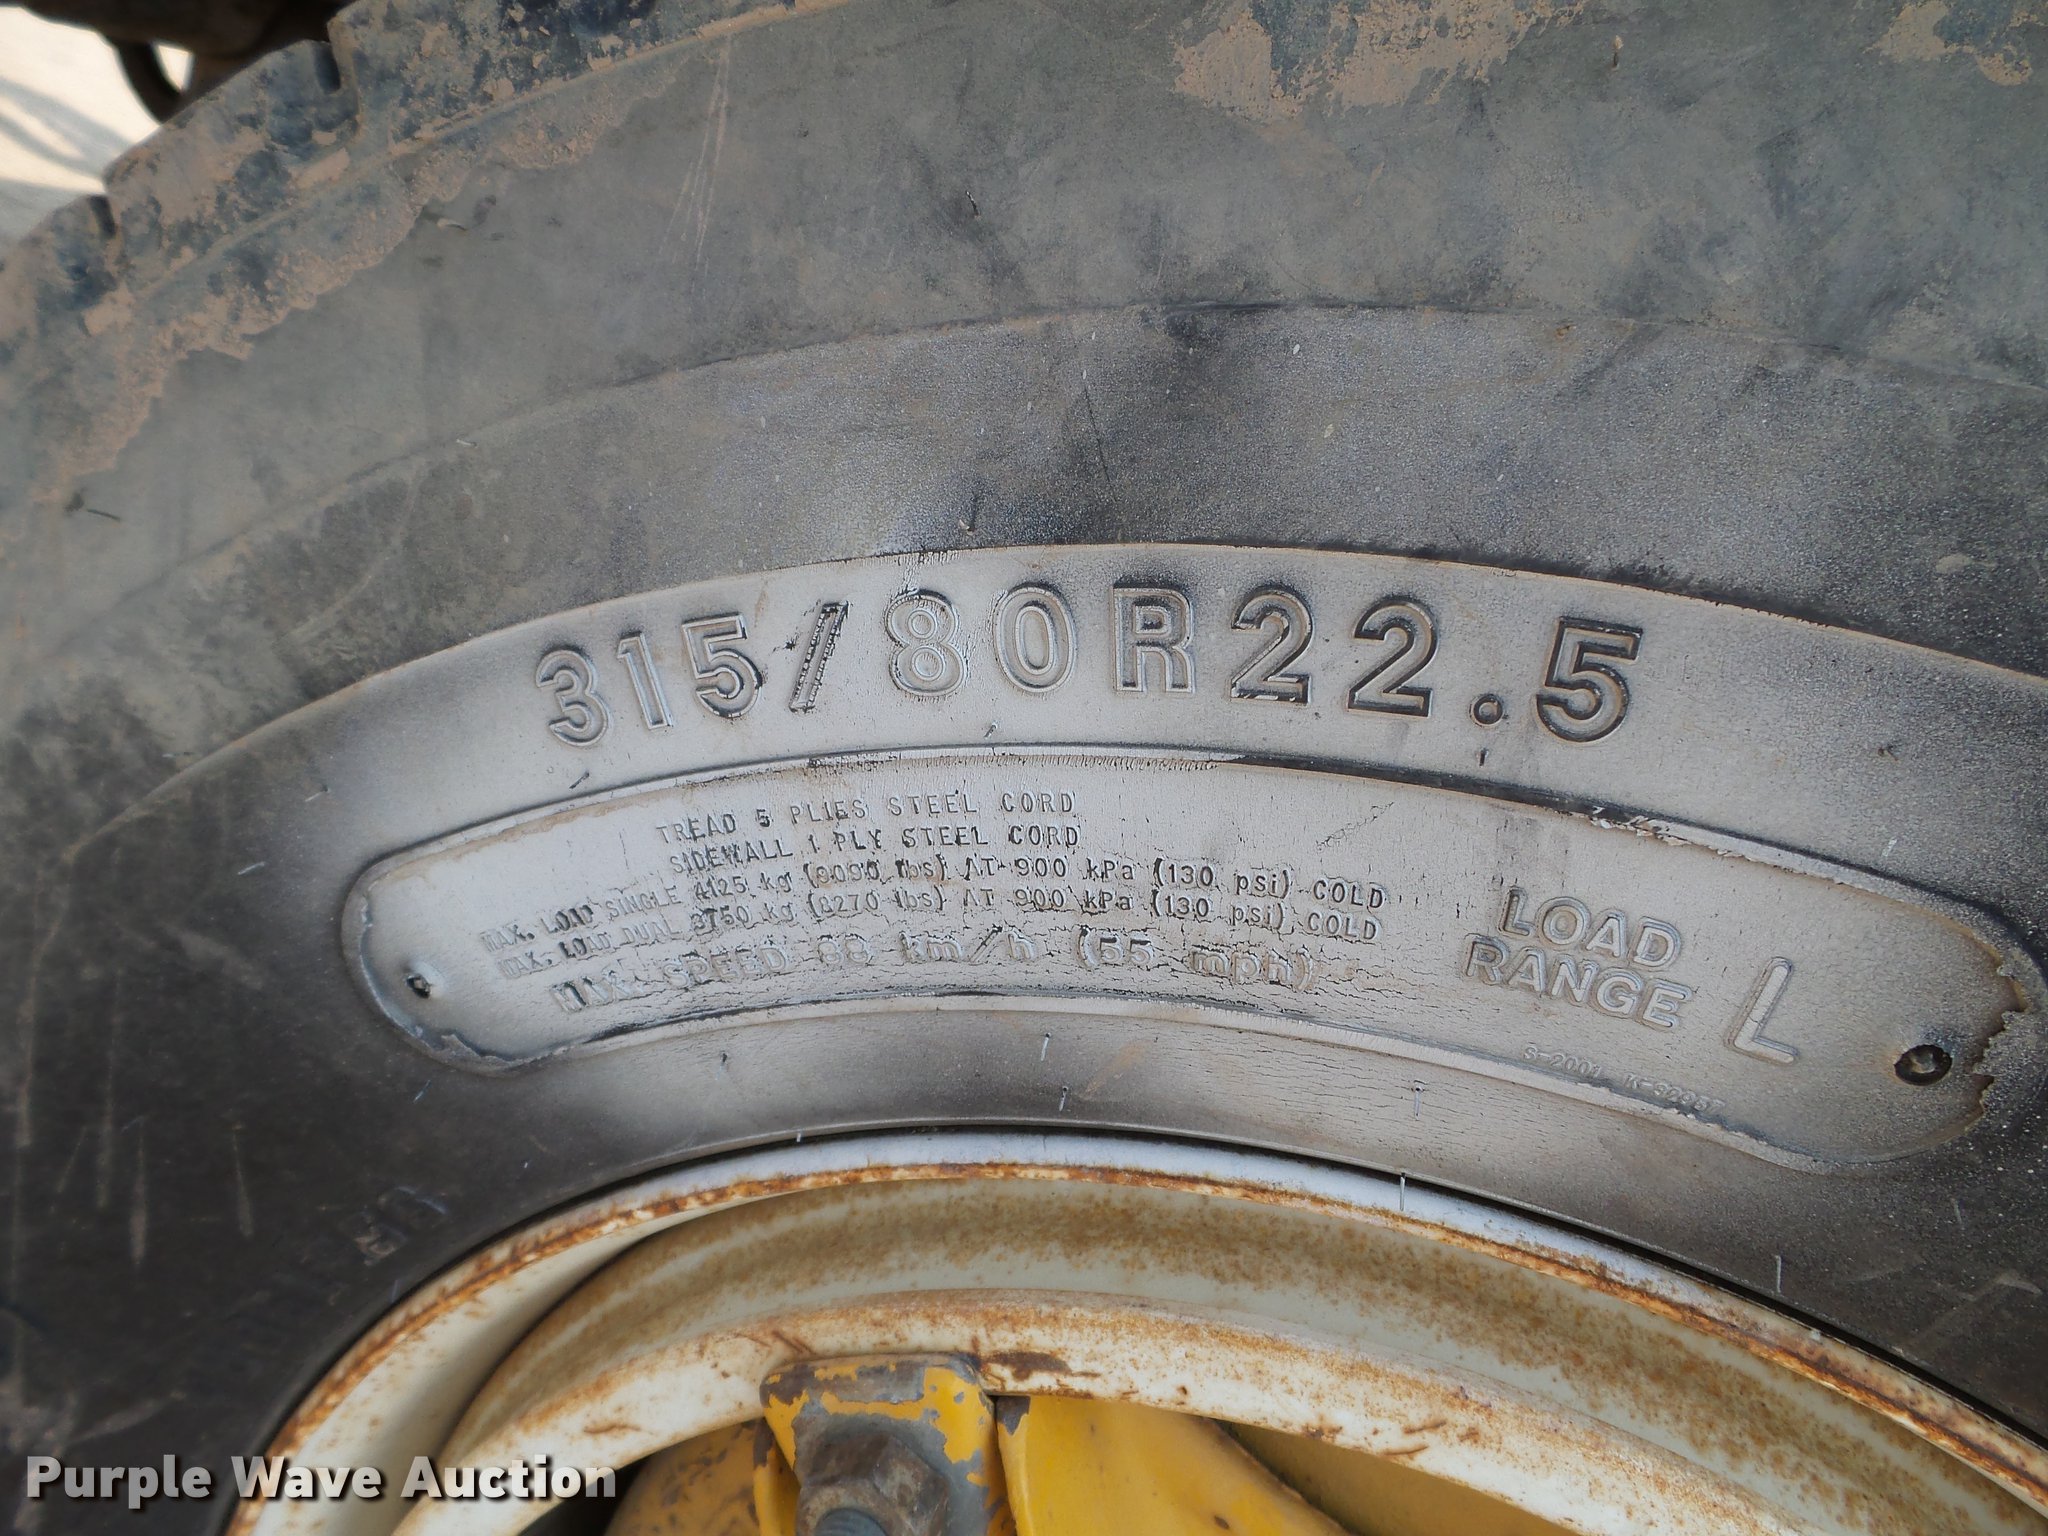 315/80R22.5
TREAD 5 PLIES STEEL CORD
SIDEWALL 1 PLY STEEL CORD
MAX. LOAD SINGLE 4125 kg (9090 lbs) AT 900 kPa (130 psi) COLD
MAX. LOAD DUAL 3750 kg (8270 lbs) AT 900 kPa (130 psi) COLD
MAX. SPEED 88 km/h (55 mph)
LOAD
RANGE L
S-2001
Purple Wave Auction